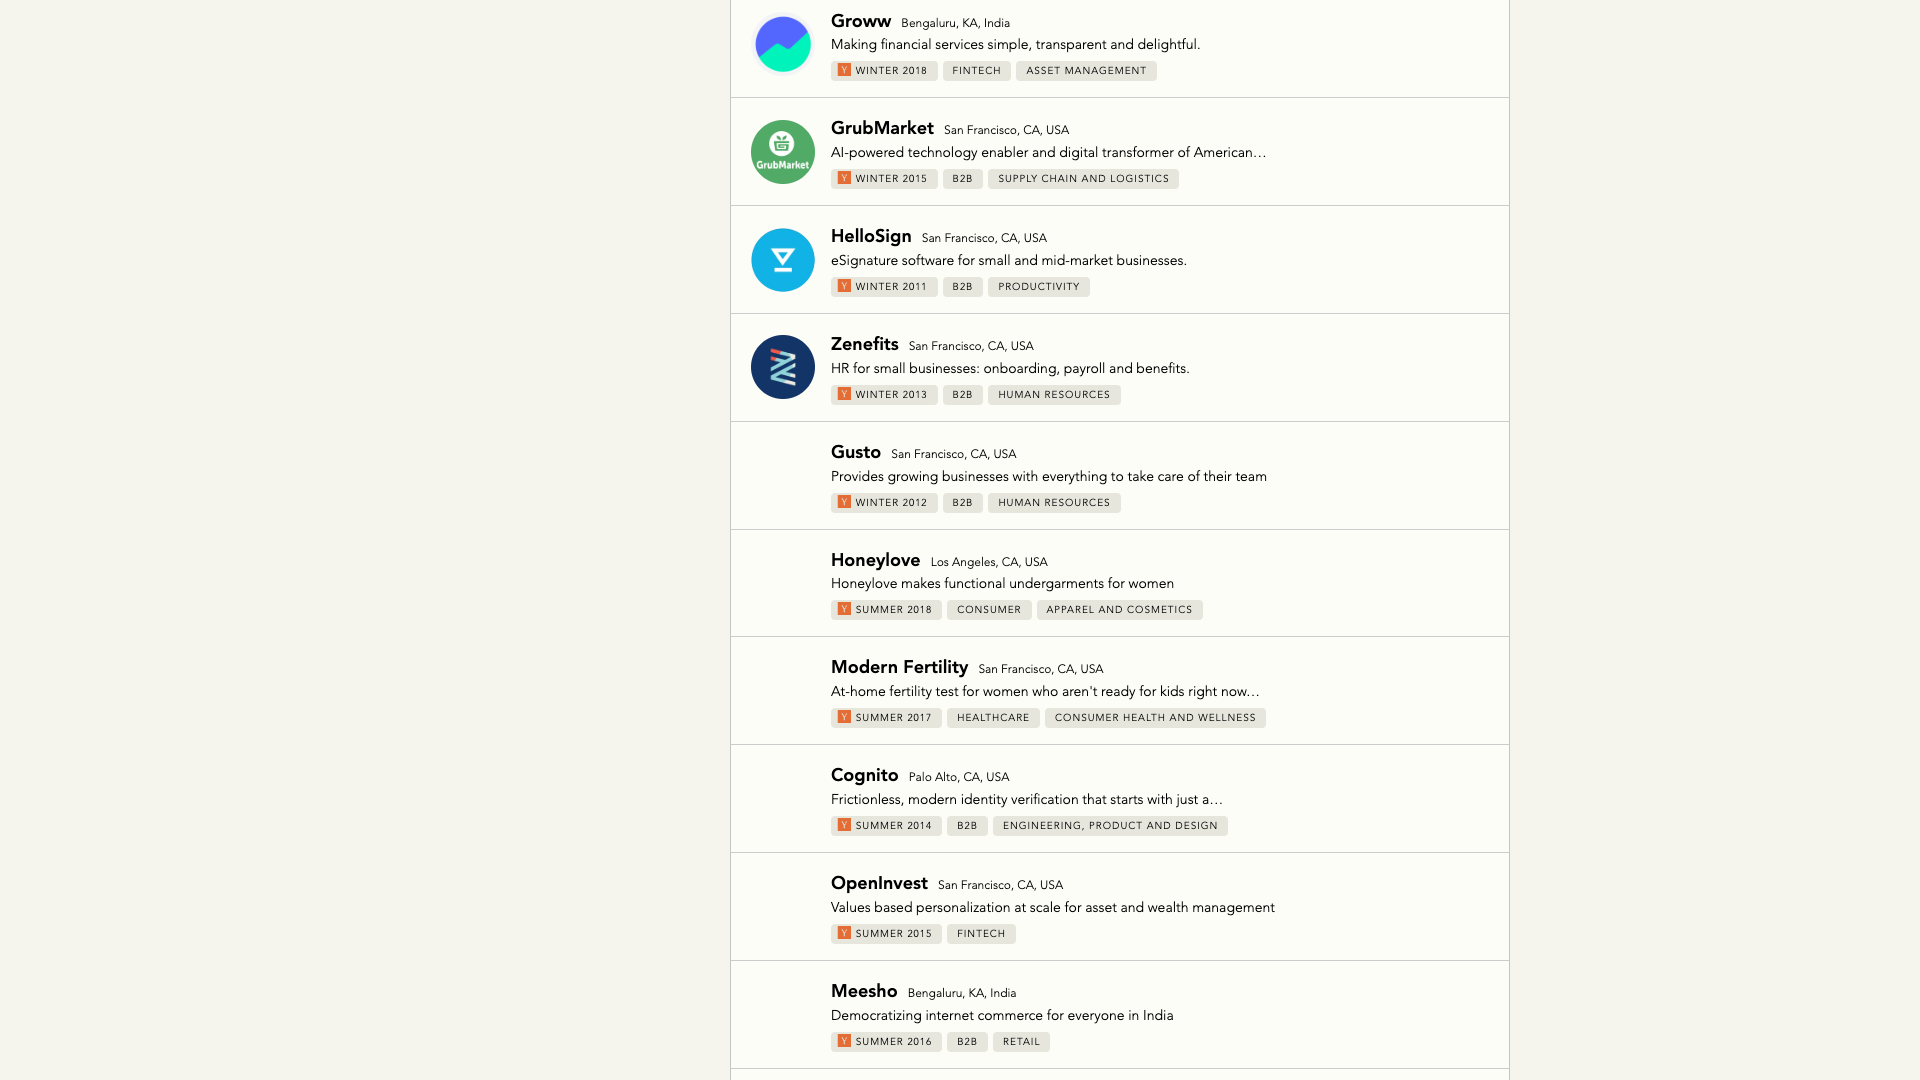 Groww Bengaluru, KA, India
Making financial services simple, transparent and delightful.
Y WINTER 2018 FINTECH ASSET MANAGEMENT
GrubMarket San Francisco, CA, USA
GrubMarket
AI-powered technology enabler and digital transformer of American…
Y WINTER 2015 B2B SUPPLY CHAIN AND LOGISTICS
HelloSign San Francisco, CA, USA
eSignature software for small and mid-market businesses.
Y WINTER 2011 B2B PRODUCTIVITY
Zenefits San Francisco, CA, USA
HR for small businesses: onboarding, payroll and benefits.
Y WINTER 2013 B2B HUMAN RESOURCES
Gusto San Francisco, CA, USA
Provides growing businesses with everything to take care of their team
Y WINTER 2012 B2B HUMAN RESOURCES
Honeylove Los Angeles, CA, USA
Honeylove makes functional undergarments for women
Y SUMMER 2018 CONSUMER APPAREL AND COSMETICS
Modern Fertility San Francisco, CA, USA
At-home fertility test for women who aren't ready for kids right now…
Y SUMMER 2017 HEALTHCARE CONSUMER HEALTH AND WELLNESS
Cognito Palo Alto, CA, USA
Frictionless, modern identity verification that starts with just a…
Y SUMMER 2014 B2B ENGINEERING, PRODUCT AND DESIGN
OpenInvest San Francisco, CA, USA
Values based personalization at scale for asset and wealth management
Y SUMMER 2015 FINTECH
Meesho Bengaluru, KA, India
Democratizing internet commerce for everyone in India
Y SUMMER 2016 B2B RETAIL